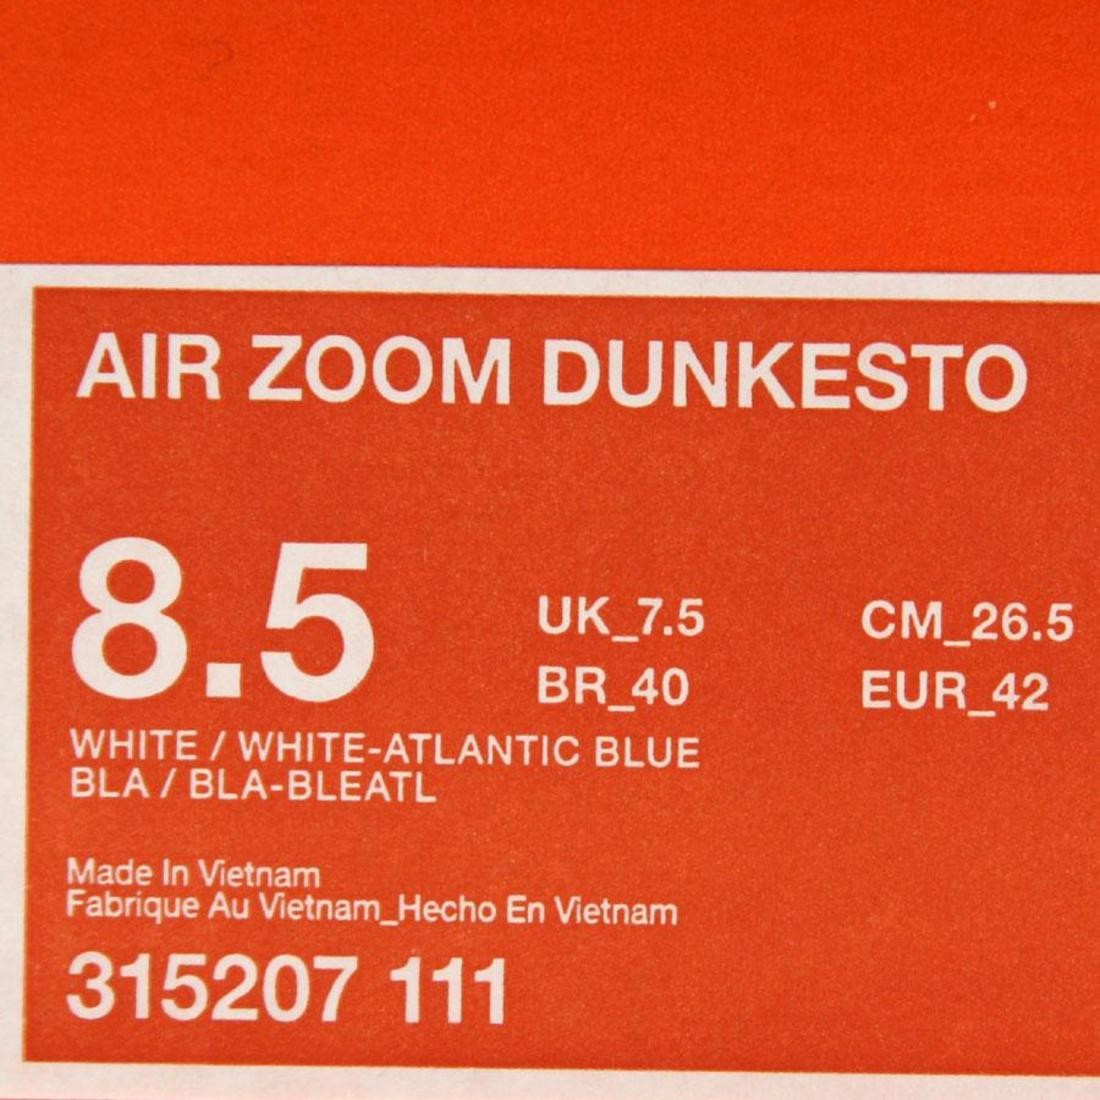 AIR ZOOM DUNKESTO
8.5
UK_7.5 CM_26.5
BR_40 EUR_42
WHITE / WHITE-ATLANTIC BLUE
BLA / BLA-BLEATL
Made In Vietnam
Fabrique Au Vietnam_Hecho En Vietnam
315207 111